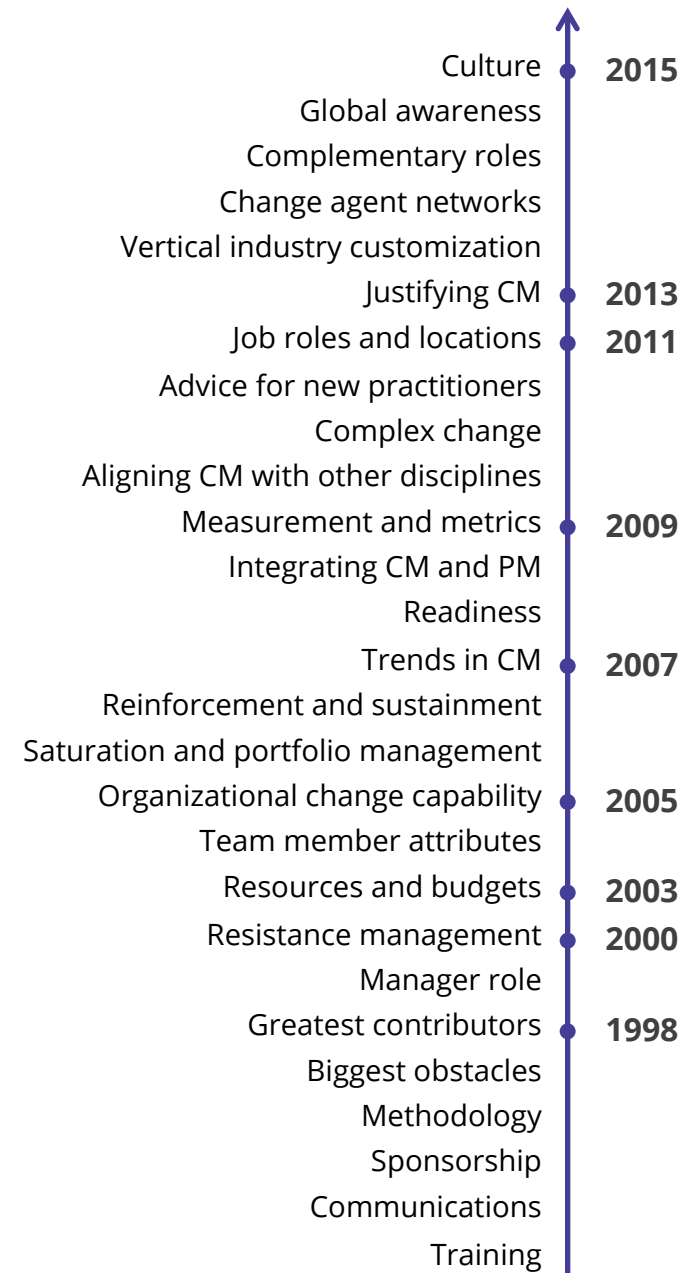 Culture 2015
Global awareness
Complementary roles
Change agent networks
Vertical industry customization
Justifying CM 2013
Job roles and locations 2011
Advice for new practitioners
Complex change
Aligning CM with other disciplines
Measurement and metrics 2009
Integrating CM and PM
Readiness
Trends in CM 2007
Reinforcement and sustainment
Saturation and portfolio management
Organizational change capability 2005
Team member attributes
Resources and budgets 2003
Resistance management 2000
Manager role
Greatest contributors 1998
Biggest obstacles
Methodology
Sponsorship
Communications
Training